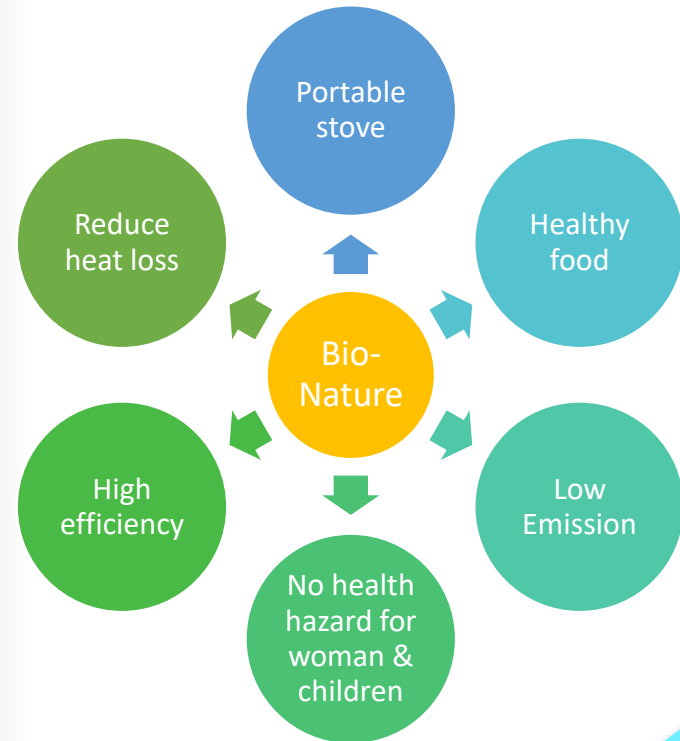 Portable
stove
Healthy
food
Low
Emission
No health
hazard for
woman &
children
High
efficiency
Reduce
heat loss
Bio-
Nature